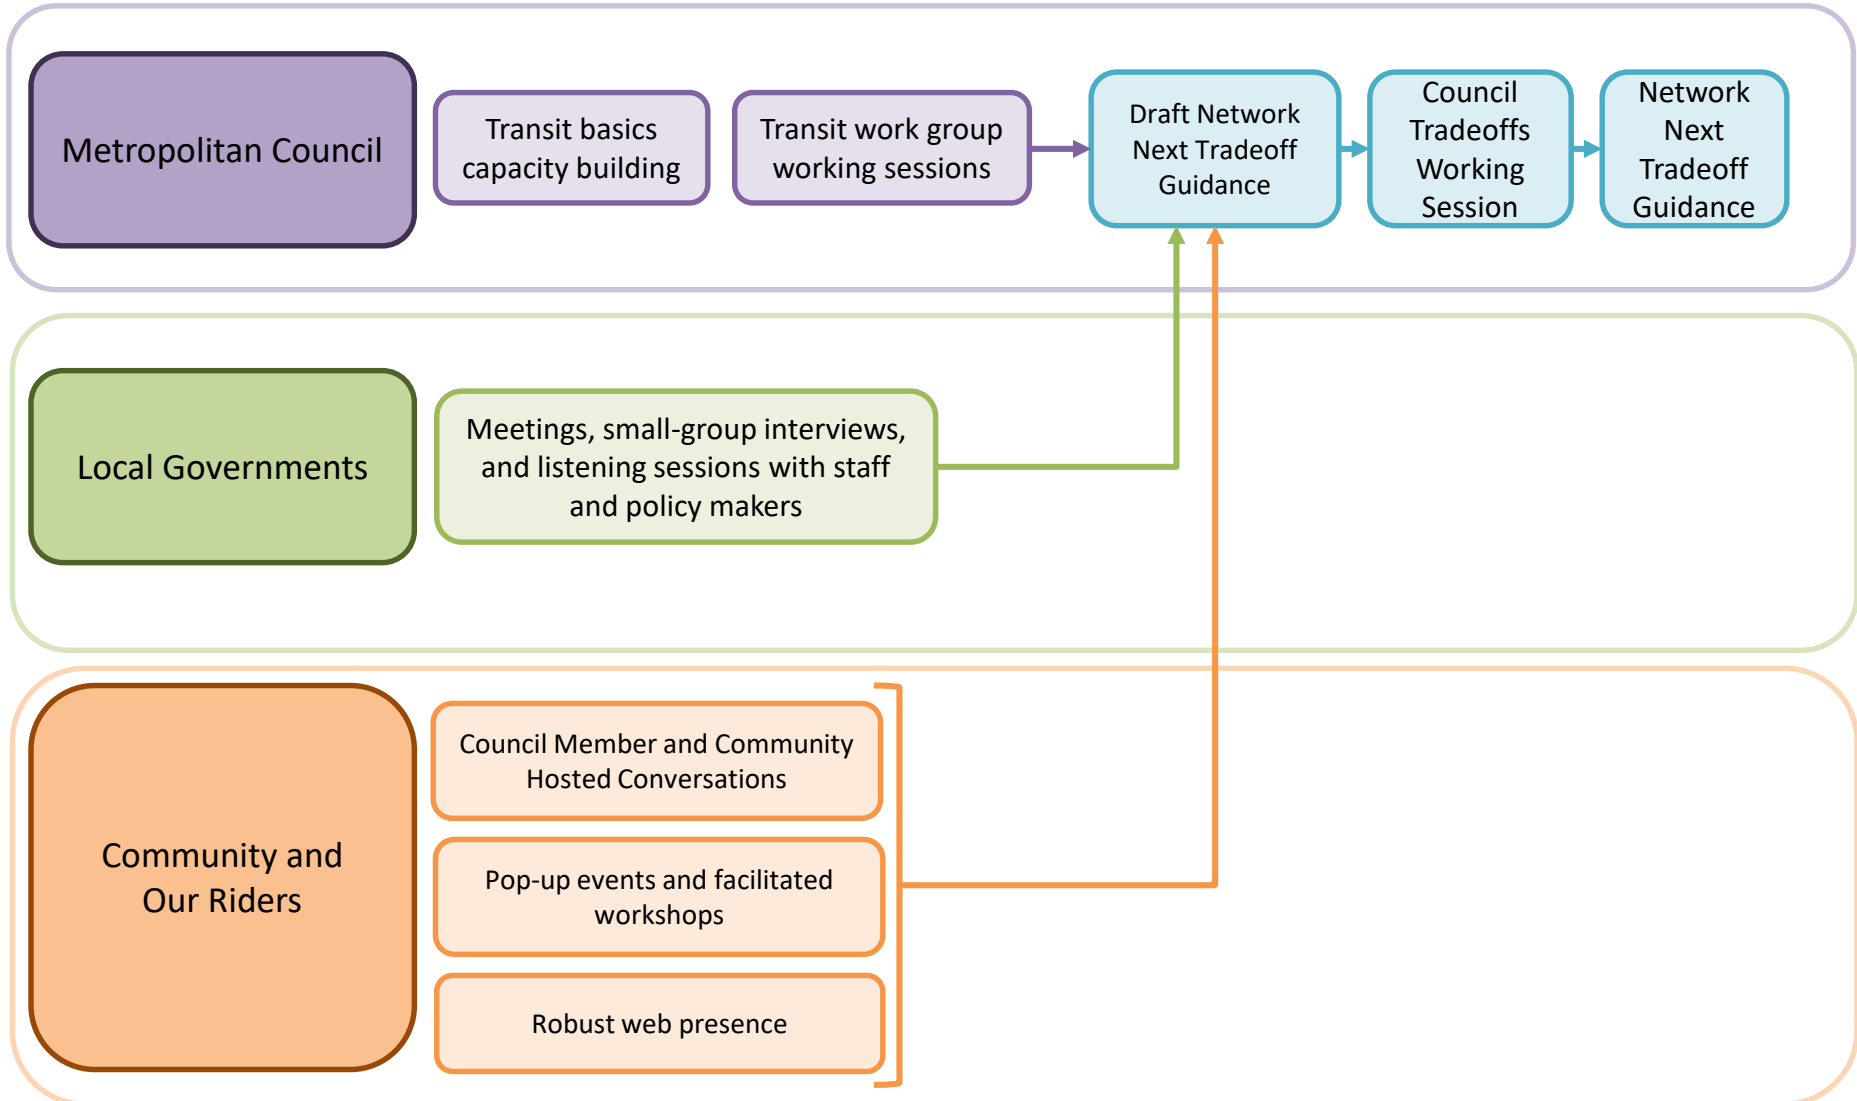 Metropolitan Council
Transit basics
capacity building
Transit work group
working sessions
Draft Network
Next Tradeoff
Guidance
Council
Tradeoffs
Working
Session
Network
Next
Tradeoff
Guidance
Local Governments
Meetings, small-group interviews,
and listening sessions with staff
and policy makers
Community and
Our Riders
Council Member and Community
Hosted Conversations
Pop-up events and facilitated
workshops
Robust web presence